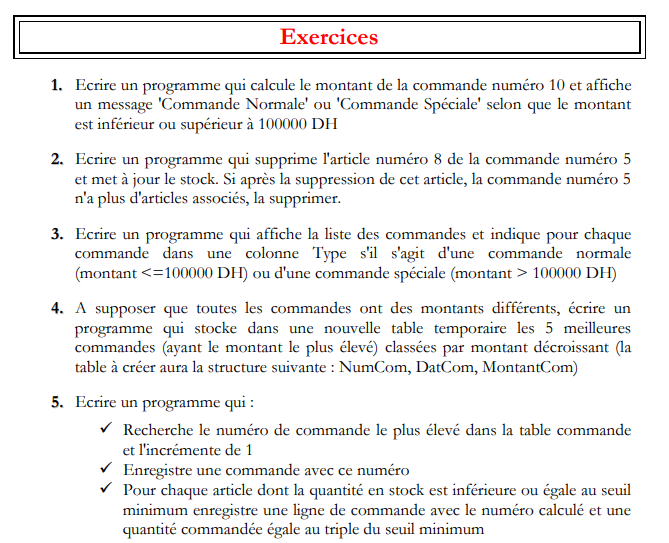 Exercices
1. Ecrire un programme qui calcule le montant de la commande numéro 10 et affiche
un message 'Commande Normale' ou 'Commande Spéciale' selon que le montant
est inférieur ou supérieur à 100000 DH
2. Ecrire un programme qui supprime l'article numéro 8 de la commande numéro 5
et met à jour le stock. Si après la suppression de cet article, la commande numéro 5
n'a plus d'articles associés, la supprimer.
3. Ecrire un programme qui affiche la liste des commandes et indique pour chaque
commande dans une colonne Type s'il s'agit d'une commande normale
(montant <=100000 DH) ou d'une commande spéciale (montant > 100000 DH)
4. A supposer que toutes les commandes ont des montants différents, écrire un
programme qui stocke dans une nouvelle table temporaire les 5 meilleures
commandes (ayant le montant le plus élevé) classées par montant décroissant (la
table à créer aura la structure suivante : NumCom, DatCom, MontantCom)
5. Ecrire un programme qui :
✓ Recherche le numéro de commande le plus élevé dans la table commande
et l'incrémente de 1
✓ Enregistre une commande avec ce numéro
✓ Pour chaque article dont la quantité en stock est inférieure ou égale au seuil
minimum enregistre une ligne de commande avec le numéro calculé et une
quantité commandée égale au triple du seuil minimum